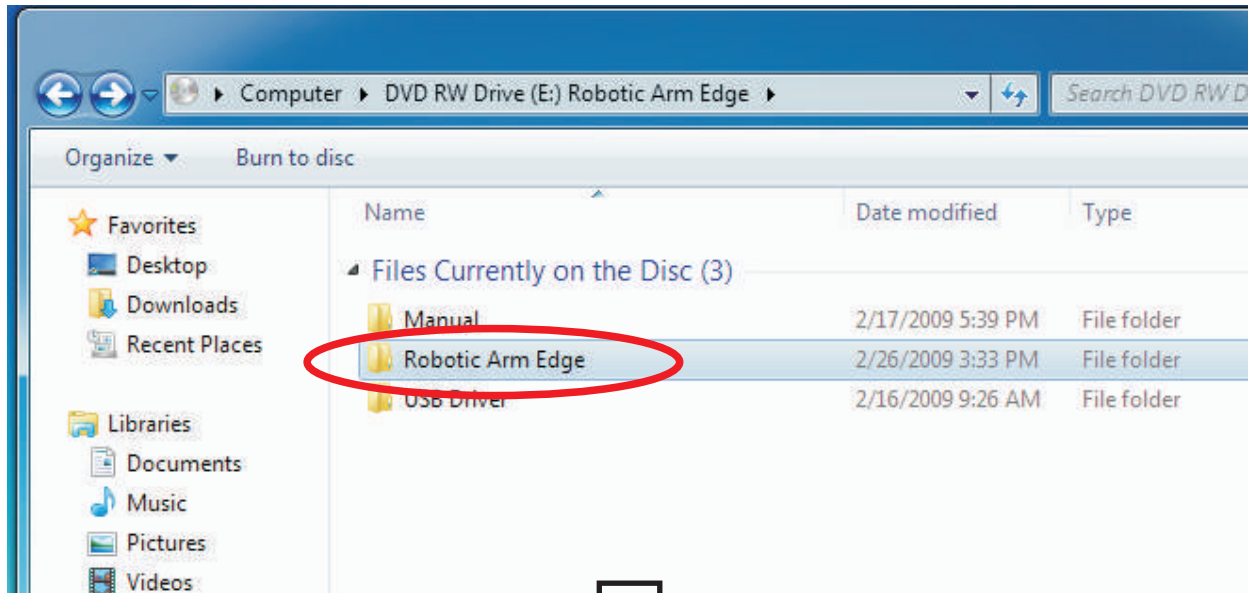 Computer DVD RW Drive (E:) Robotic Arm Edge Search DVD RW D
Organize Burn to disc
Favorites
Desktop
Downloads
Recent Places
Libraries
Documents
Music
Pictures
Videos
Name Date modified Type
Files Currently on the Disc (3)
Manual 2/17/2009 5:39 PM File folder
Robotic Arm Edge 2/26/2009 3:33 PM File folder
USB Driver 2/16/2009 9:26 AM File folder